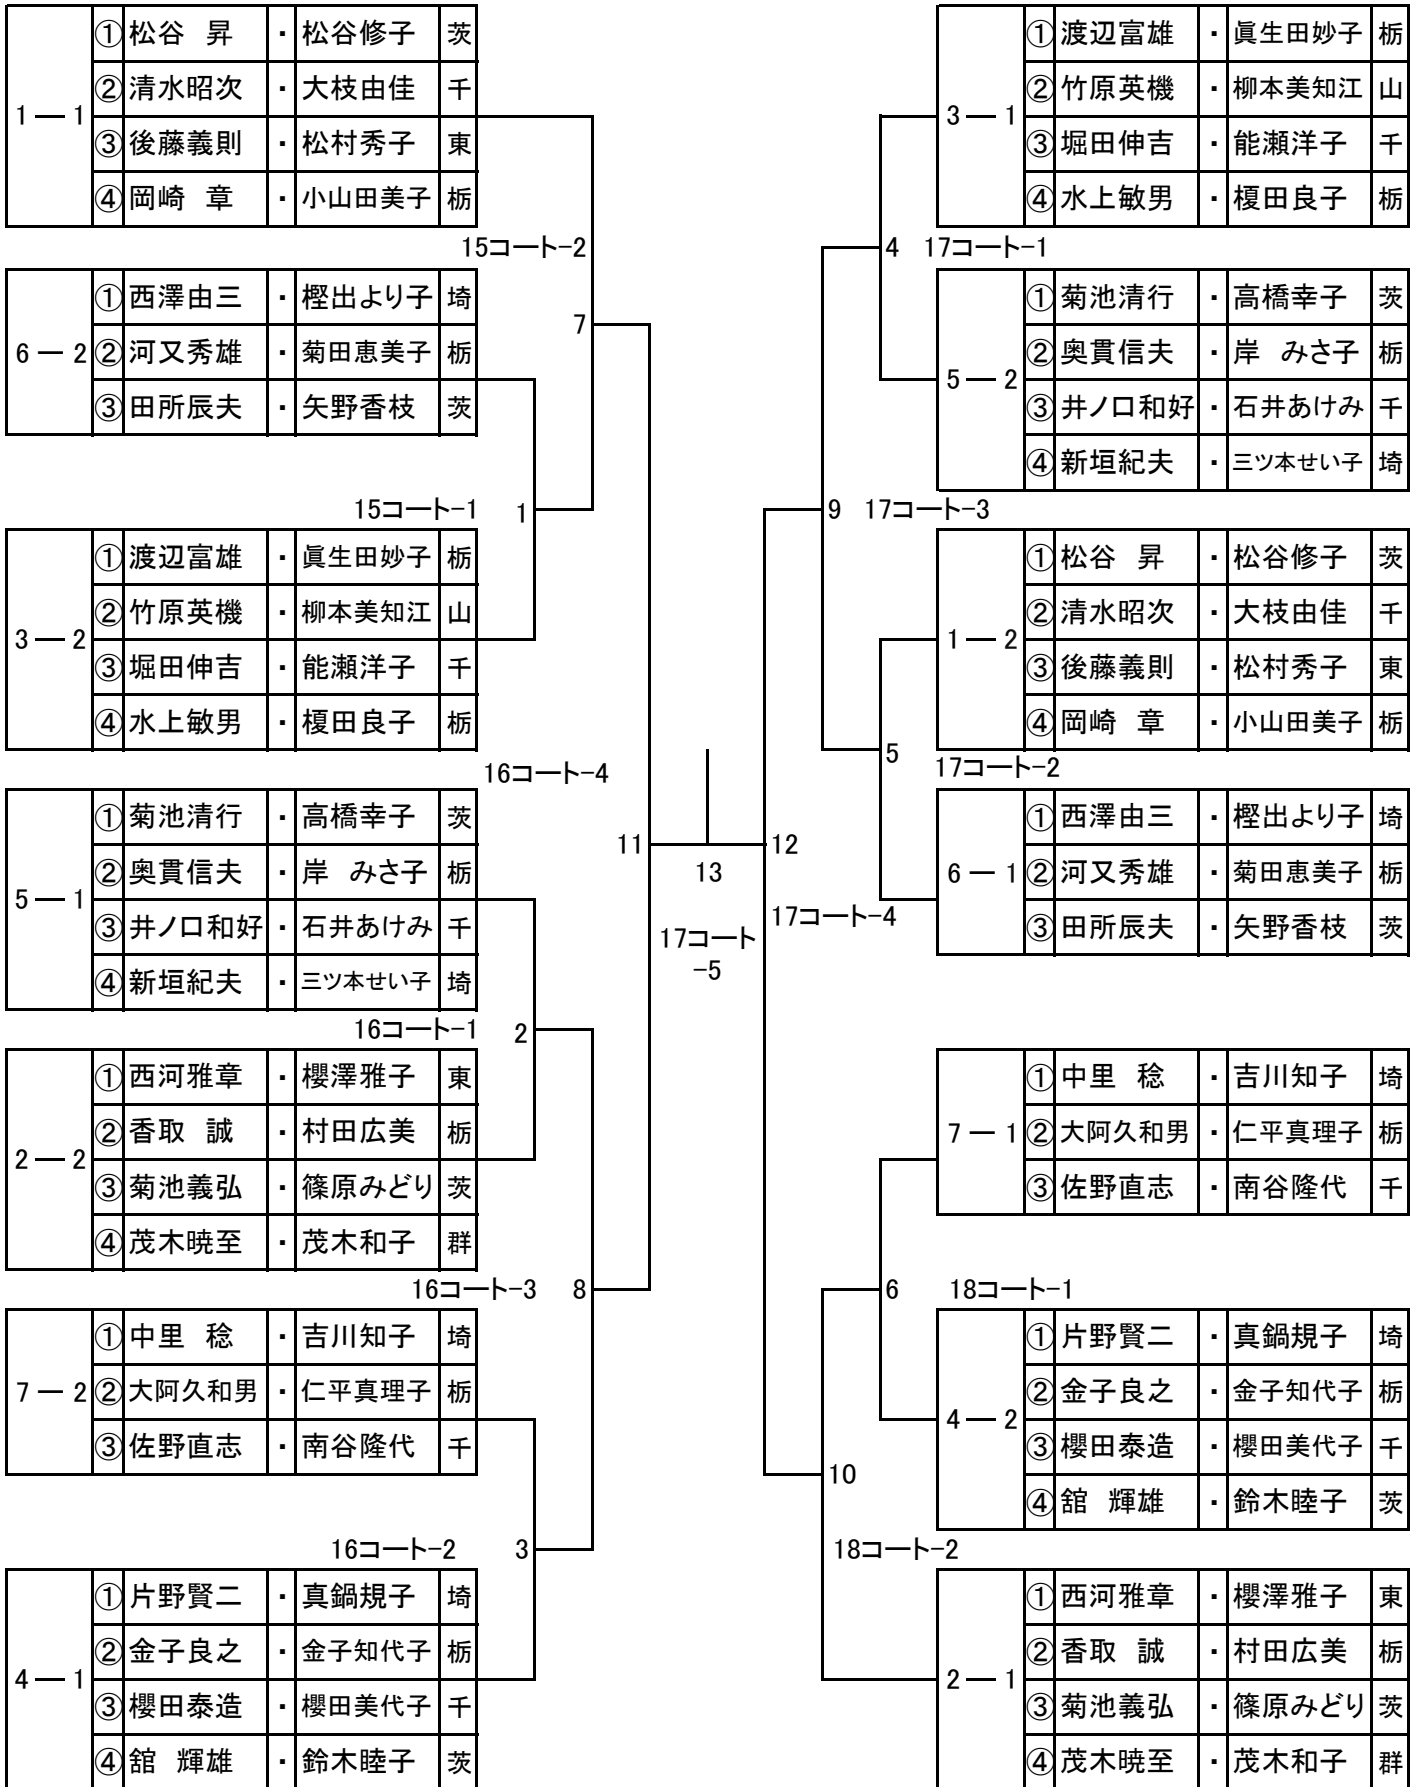 1 — 1
① 松谷　昇 ・ 松谷修子 茨
② 清水昭次 ・ 大枝由佳 千
③ 後藤義則 ・ 松村秀子 東
④ 岡崎　章 ・ 小山田美子 栃
15コート-2
7
6 — 2
① 西澤由三 ・ 樫出より子 埼
② 河又秀雄 ・ 菊田恵美子 栃
③ 田所辰夫 ・ 矢野香枝 茨
15コート-1
1
3 — 2
① 渡辺富雄 ・ 眞生田妙子 栃
② 竹原英機 ・ 柳本美知江 山
③ 堀田伸吉 ・ 能瀬洋子 千
④ 水上敏男 ・ 榎田良子 栃
16コート-4
11
5 — 1
① 菊池清行 ・ 高橋幸子 茨
② 奥貫信夫 ・ 岸　みさ子 栃
③ 井ノ口和好 ・ 石井あけみ 千
④ 新垣紀夫 ・ 三ツ本せい子 埼
16コート-1
2
2 — 2
① 西河雅章 ・ 櫻澤雅子 東
② 香取　誠 ・ 村田広美 栃
③ 菊池義弘 ・ 篠原みどり 茨
④ 茂木暁至 ・ 茂木和子 群
16コート-3
8
7 — 2
① 中里　稔 ・ 吉川知子 埼
② 大阿久和男 ・ 仁平真理子 栃
③ 佐野直志 ・ 南谷隆代 千
16コート-2
3
4 — 1
① 片野賢二 ・ 真鍋規子 埼
② 金子良之 ・ 金子知代子 栃
③ 櫻田泰造 ・ 櫻田美代子 千
④ 舘　輝雄 ・ 鈴木睦子 茨
13
17コート
-5
3 — 1
① 渡辺富雄 ・ 眞生田妙子 栃
② 竹原英機 ・ 柳本美知江 山
③ 堀田伸吉 ・ 能瀬洋子 千
④ 水上敏男 ・ 榎田良子 栃
4
17コート-1
5 — 2
① 菊池清行 ・ 高橋幸子 茨
② 奥貫信夫 ・ 岸　みさ子 栃
③ 井ノ口和好 ・ 石井あけみ 千
④ 新垣紀夫 ・ 三ツ本せい子 埼
9
17コート-3
1 — 2
① 松谷　昇 ・ 松谷修子 茨
② 清水昭次 ・ 大枝由佳 千
③ 後藤義則 ・ 松村秀子 東
④ 岡崎　章 ・ 小山田美子 栃
5
17コート-2
6 — 1
① 西澤由三 ・ 樫出より子 埼
② 河又秀雄 ・ 菊田恵美子 栃
③ 田所辰夫 ・ 矢野香枝 茨
12
17コート-4
7 — 1
① 中里　稔 ・ 吉川知子 埼
② 大阿久和男 ・ 仁平真理子 栃
③ 佐野直志 ・ 南谷隆代 千
6
18コート-1
4 — 2
① 片野賢二 ・ 真鍋規子 埼
② 金子良之 ・ 金子知代子 栃
③ 櫻田泰造 ・ 櫻田美代子 千
④ 舘　輝雄 ・ 鈴木睦子 茨
10
18コート-2
2 — 1
① 西河雅章 ・ 櫻澤雅子 東
② 香取　誠 ・ 村田広美 栃
③ 菊池義弘 ・ 篠原みどり 茨
④ 茂木暁至 ・ 茂木和子 群